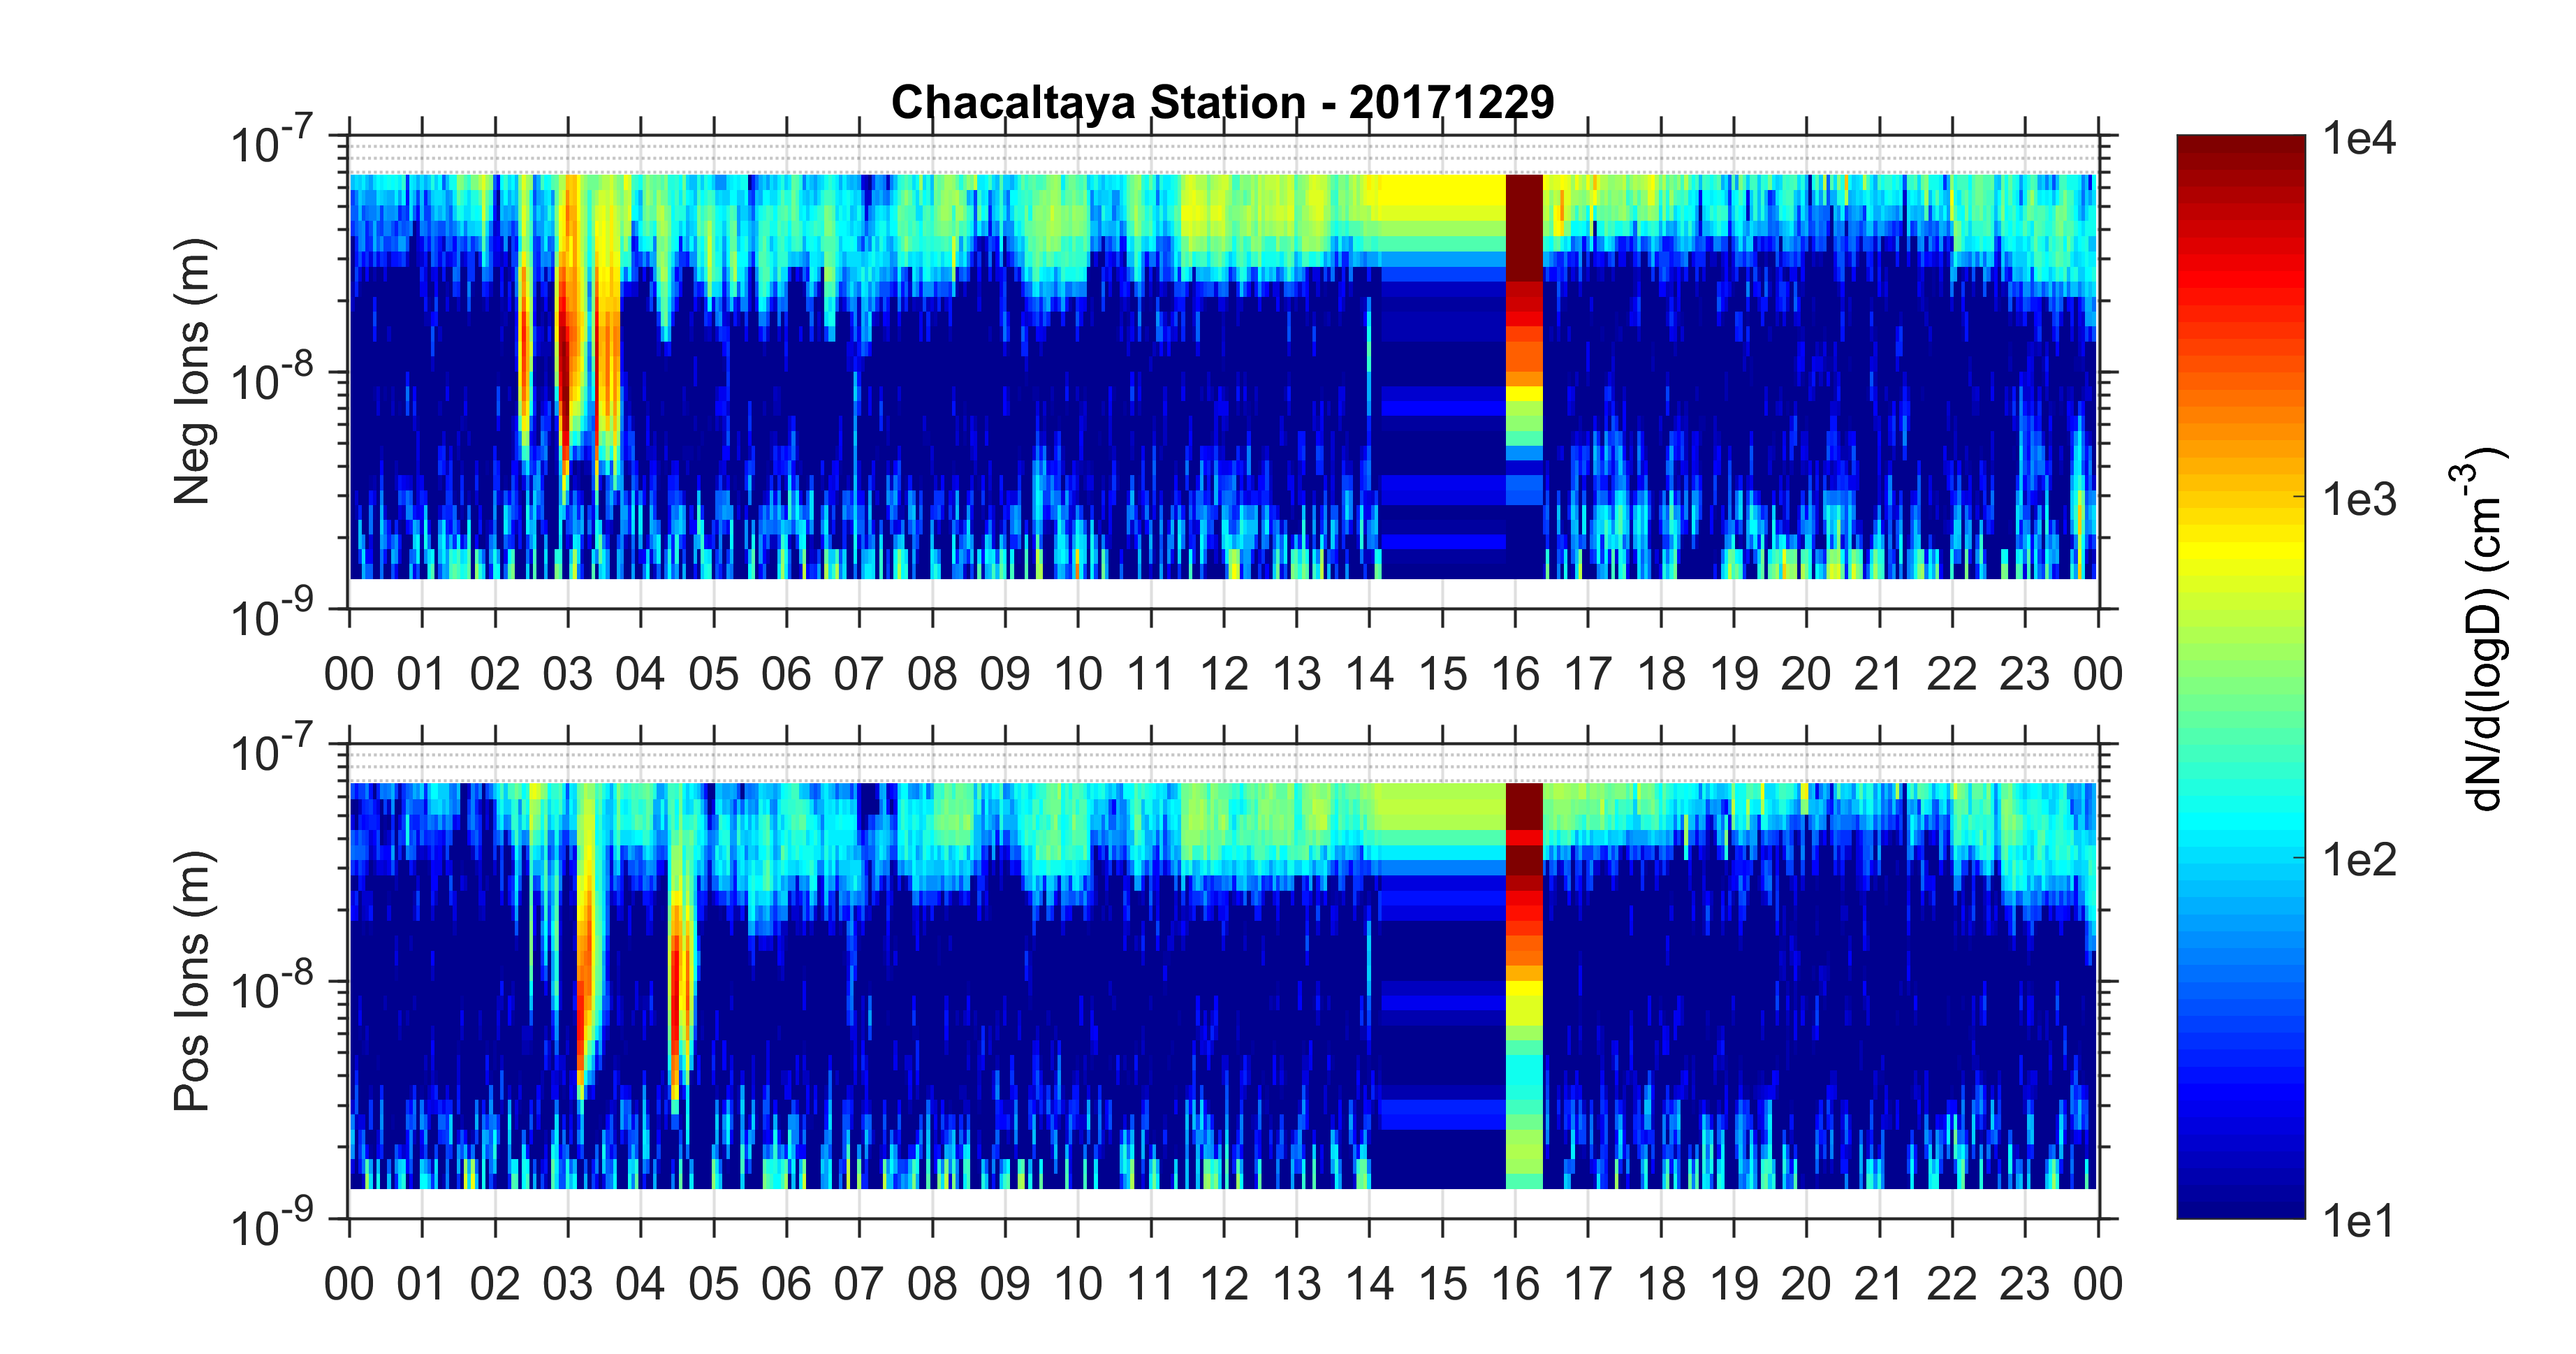 Chacaltaya Station - 20171229
10-7
10-8
10-9
Neg Ions (m)
00 01 02 03 04 05 06 07 08 09 10 11 12 13 14 15 16 17 18 19 20 21 22 23 00
10-7
10-8
10-9
Pos Ions (m)
00 01 02 03 04 05 06 07 08 09 10 11 12 13 14 15 16 17 18 19 20 21 22 23 00
1e4
1e3
1e2
1e1
dN/d(logD) (cm-3)